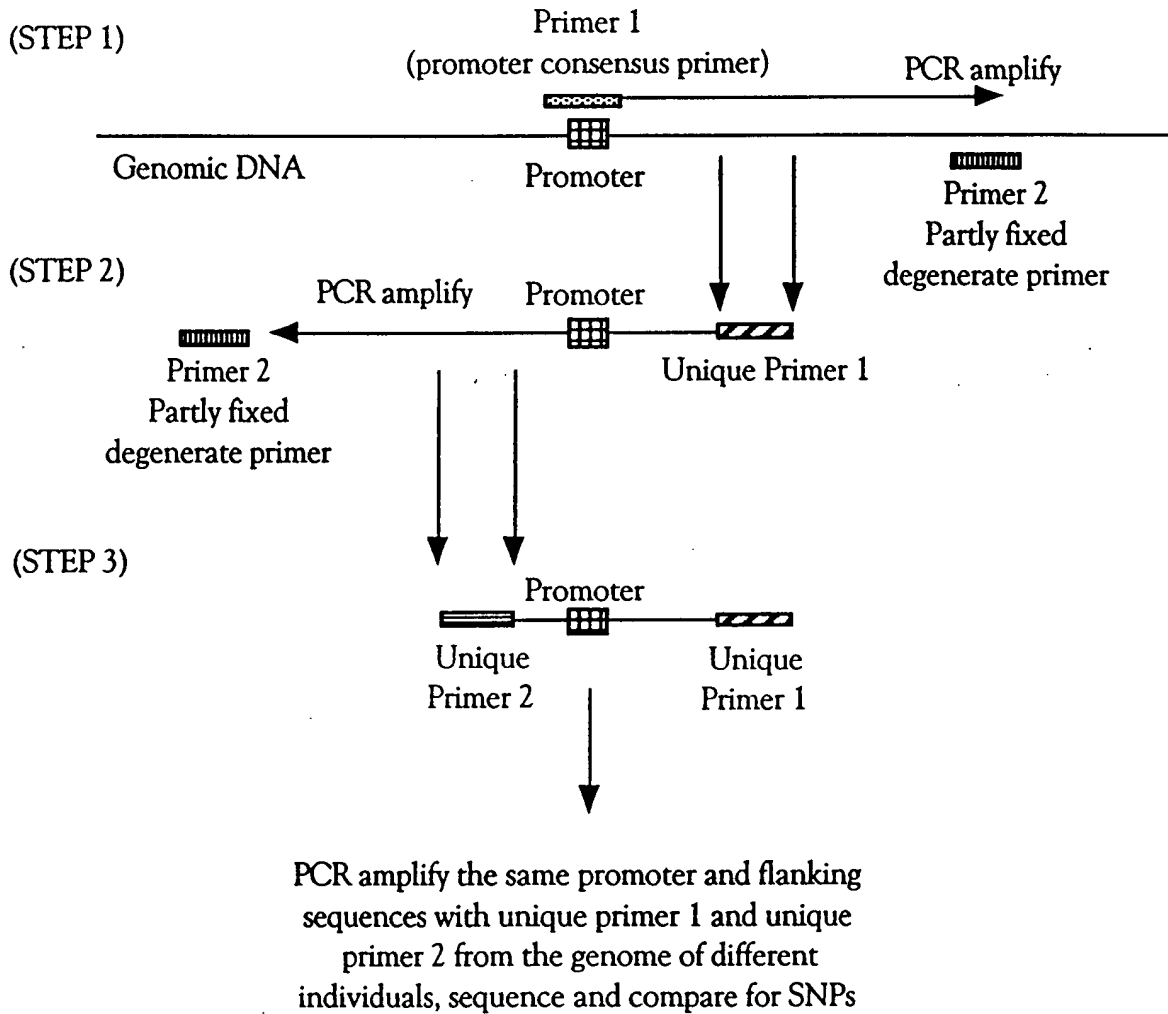 (STEP 1)
Primer 1
(promoter consensus primer)
PCR amplify
Genomic DNA
Promoter
Primer 2
Partly fixed
degenerate primer
(STEP 2)
PCR amplify
Promoter
Primer 2
Partly fixed
degenerate primer
Unique Primer 1
(STEP 3)
Promoter
Unique
Primer 2
Unique
Primer 1
PCR amplify the same promoter and flanking
sequences with unique primer 1 and unique
primer 2 from the genome of different
individuals, sequence and compare for SNPs